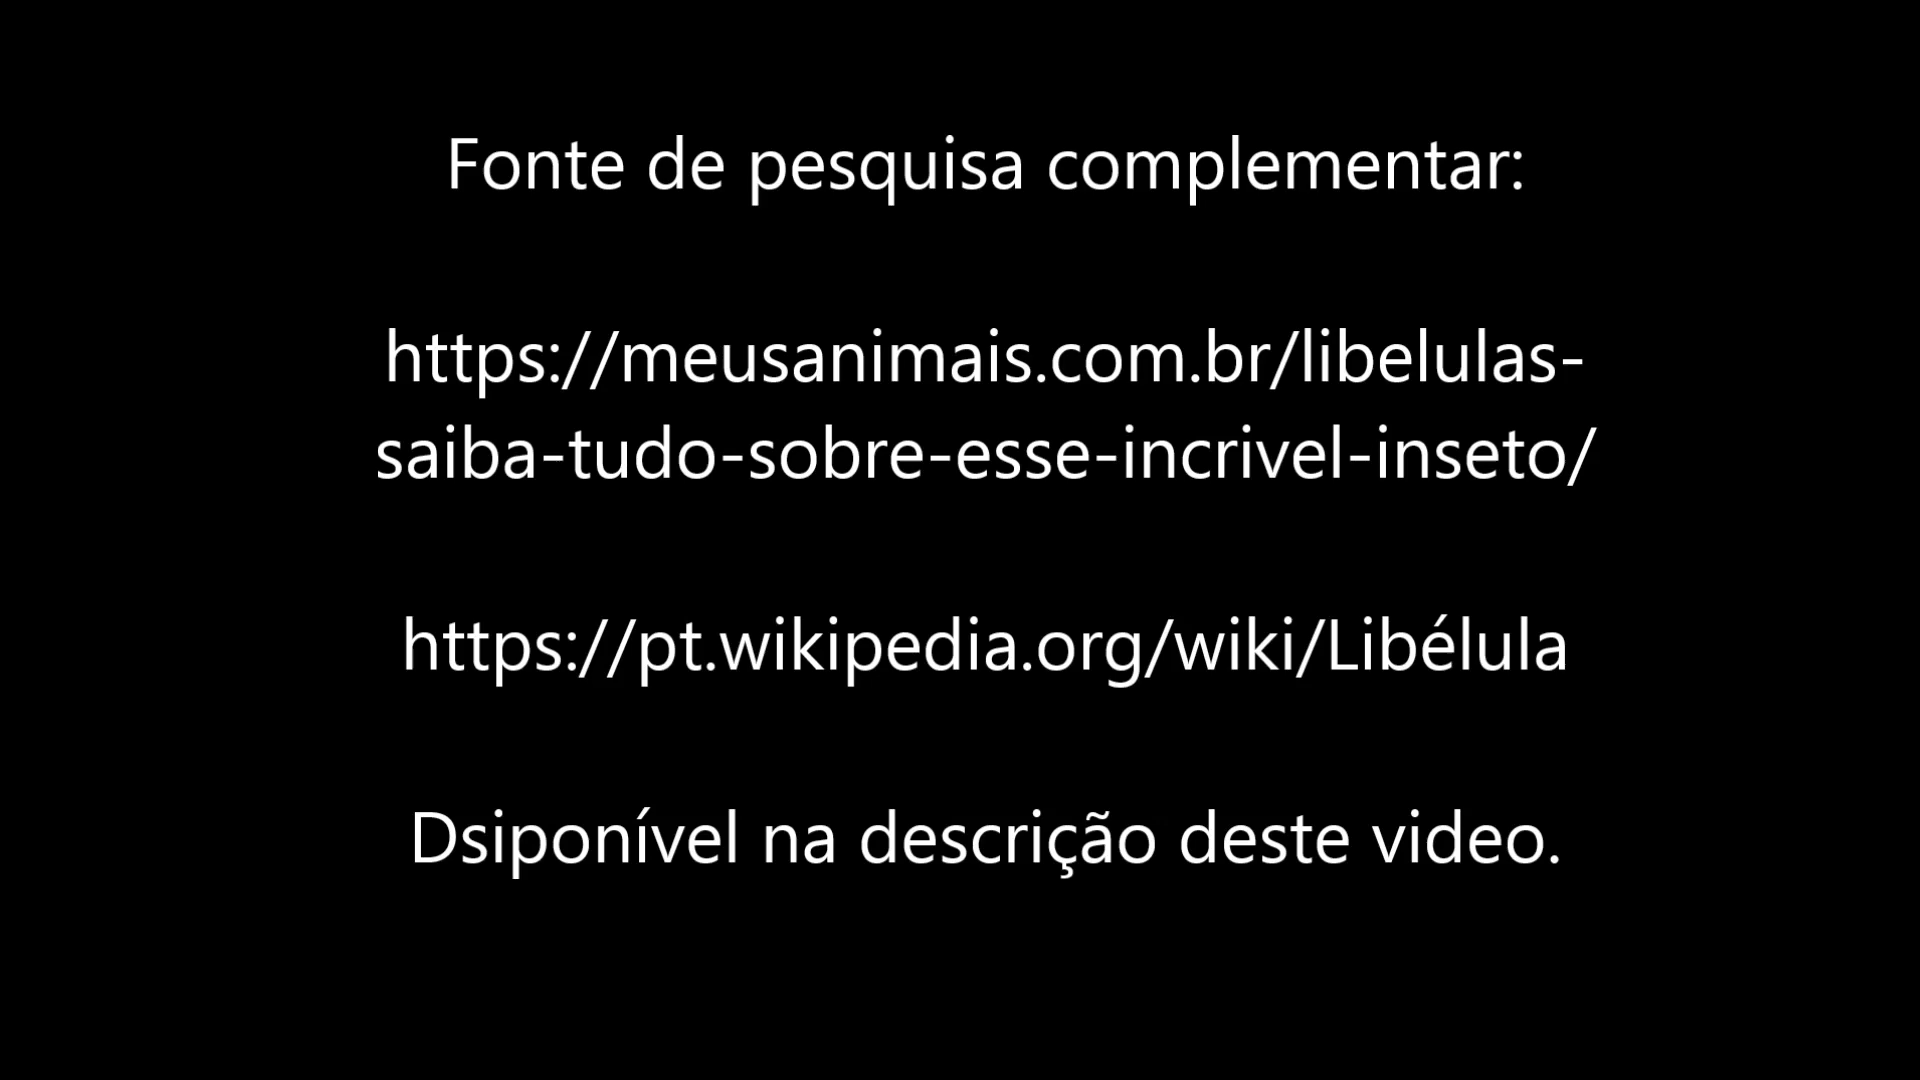 Fonte de pesquisa complementar:
https://meusanimais.com.br/libelulas-
saiba-tudo-sobre-esse-incrivel-inseto/
https://pt.wikipedia.org/wiki/Libélula
Dsiponível na descrição deste video.